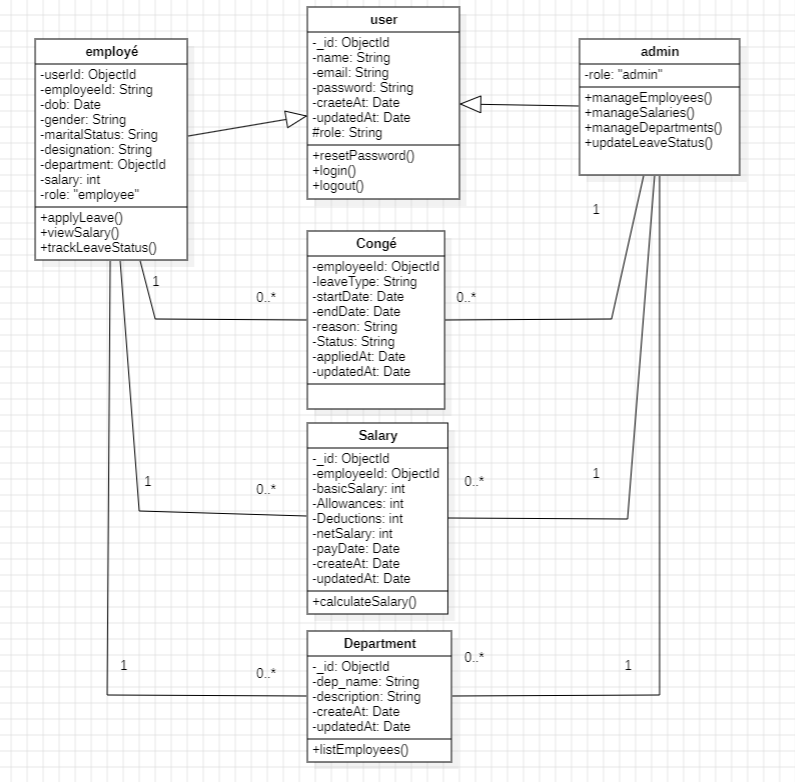 employé
-userId: ObjectId
-employeeId: String
-dob: Date
-gender: String
-maritalStatus: Sring
-designation: String
-department: ObjectId
-salary: int
-role: "employee"
+applyLeave()
+viewSalary()
+trackLeaveStatus()
user
-_id: ObjectId
-name: String
-email: String
-password: String
-craeteAt: Date
-updatedAt: Date
#role: String
+resetPassword()
+login()
+logout()
admin
-role: "admin"
+manageEmployees()
+manageSalaries()
+manageDepartments()
+updateLeaveStatus()
1
0..*
Congé
-employeeId: ObjectId
-leaveType: String
-startDate: Date
-endDate: Date
-reason: String
-Status: String
-appliedAt: Date
-updatedAt: Date
0..*
1
1
0..*
Salary
-_id: ObjectId
-employeeId: ObjectId
-basicSalary: int
-Allowances: int
-Deductions: int
-netSalary: int
-payDate: Date
-createAt: Date
-updatedAt: Date
+calculateSalary()
0..*
1
1
0..*
Department
-_id: ObjectId
-dep_name: String
-description: String
-createAt: Date
-updatedAt: Date
+listEmployees()
0..*
1